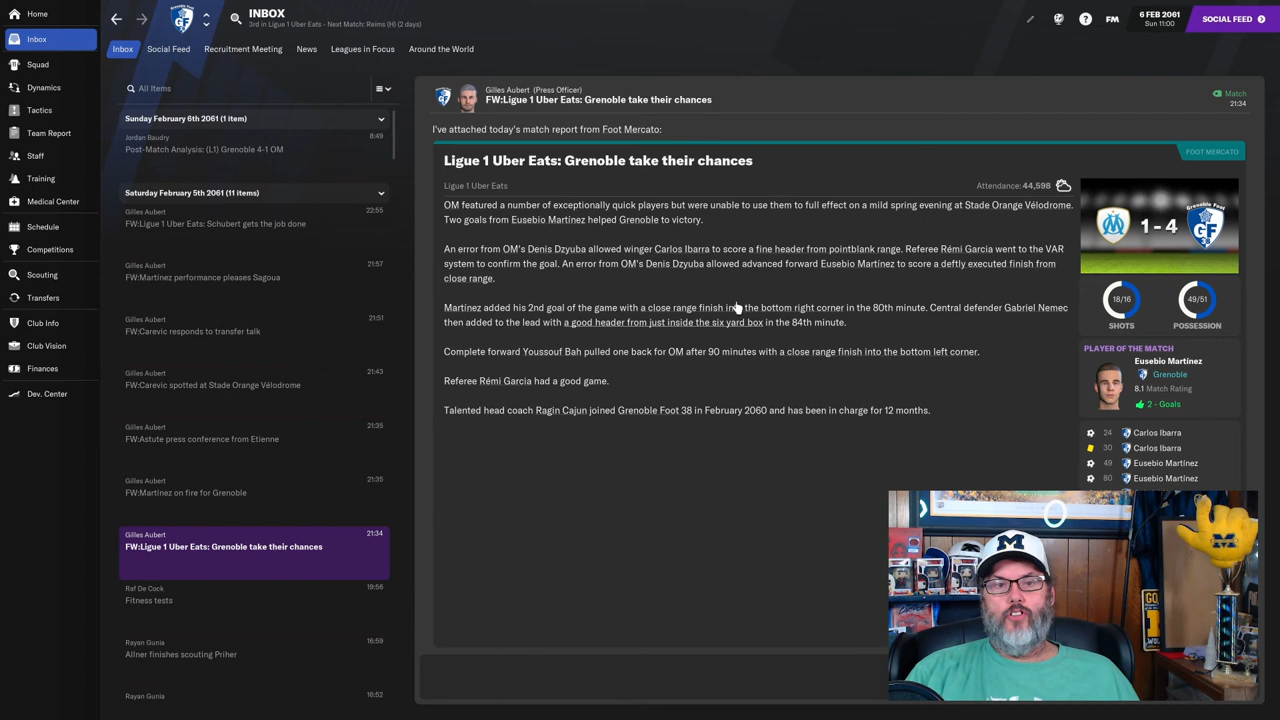 Home
Inbox
Squad
Dynamics
Tactics
Team Report
Staff
Training
Medical Center
Schedule
Competitions
Scouting
Transfers
Club Info
Club Vision
Finances
Dev. Center
INBOX
3rd in Ligue 1 Uber Eats - Next Match: Reims (H) (2 days)
FM
6 FEB 2061
Sun 11:00
SOCIAL FEED
Inbox
Social Feed
Recruitment Meeting
News
Leagues in Focus
Around the World
All Items
Sunday February 6th 2061 (1 item)
Jordan Baudry 8:49
Post-Match Analysis: (L1) Grenoble 4-1 OM
Saturday February 5th 2061 (11 items)
Gilles Aubert 22:55
FW:Ligue 1 Uber Eats: Schubert gets the job done
Gilles Aubert 21:57
FW:Martínez performance pleases Sagoua
Gilles Aubert 21:51
FW:Carevic responds to transfer talk
Gilles Aubert 21:43
FW:Carevic spotted at Stade Orange Vélodrome
Gilles Aubert 21:35
FW:Astute press conference from Etienne
Gilles Aubert 21:35
FW:Martínez on fire for Grenoble
Gilles Aubert 21:34
FW:Ligue 1 Uber Eats: Grenoble take their chances
Raf De Cock 19:56
Fitness tests
Rayan Gunia 16:59
Allner finishes scouting Priher
Rayan Gunia 16:52
Gilles Aubert (Press Officer)
FW:Ligue 1 Uber Eats: Grenoble take their chances
Match
21:34
I've attached today's match report from Foot Mercato:
FOOT MERCATO
Ligue 1 Uber Eats: Grenoble take their chances
Ligue 1 Uber Eats
Attendance: 44,598
OM featured a number of exceptionally quick players but were unable to use them to full effect on a mild spring evening at Stade Orange Vélodrome.
Two goals from Eusebio Martínez helped Grenoble to victory.
An error from OM's Denis Dzyuba allowed winger Carlos Ibarra to score a fine header from pointblank range. Referee Rémi Garcia went to the VAR
system to confirm the goal. An error from OM's Denis Dzyuba allowed advanced forward Eusebio Martínez to score a deftly executed finish from
close range.
Martínez added his 2nd goal of the game with a close range finish into the bottom right corner in the 80th minute. Central defender Gabriel Nemec
then added to the lead with a good header from just inside the six yard box in the 84th minute.
Complete forward Youssouf Bah pulled one back for OM after 90 minutes with a close range finish into the bottom left corner.
Referee Rémi Garcia had a good game.
Talented head coach Ragin Cajun joined Grenoble Foot 38 in February 2060 and has been in charge for 12 months.
1 - 4
18/16
SHOTS
49/51
POSSESSION
PLAYER OF THE MATCH
Eusebio Martínez
Grenoble
8.1 Match Rating
2 - Goals
24 Carlos Ibarra
30 Carlos Ibarra
49 Eusebio Martínez
80 Eusebio Martínez
M